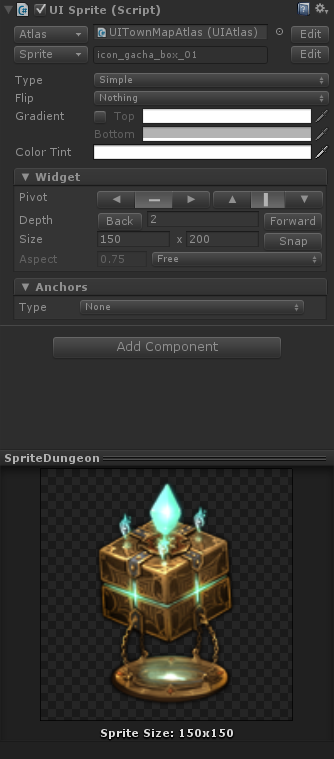 UI Sprite (Script)
Atlas UITownMapAtlas (UIAtlas) Edit
Sprite icon_gacha_box_01 Edit
Type Simple
Flip Nothing
Gradient Top
Bottom
Color Tint
Widget
Pivot
Depth Back 2 Forward
Size 150 x 200 Snap
Aspect 0.75 Free
Anchors
Type None
Add Component
SpriteDungeon
Sprite Size: 150x150